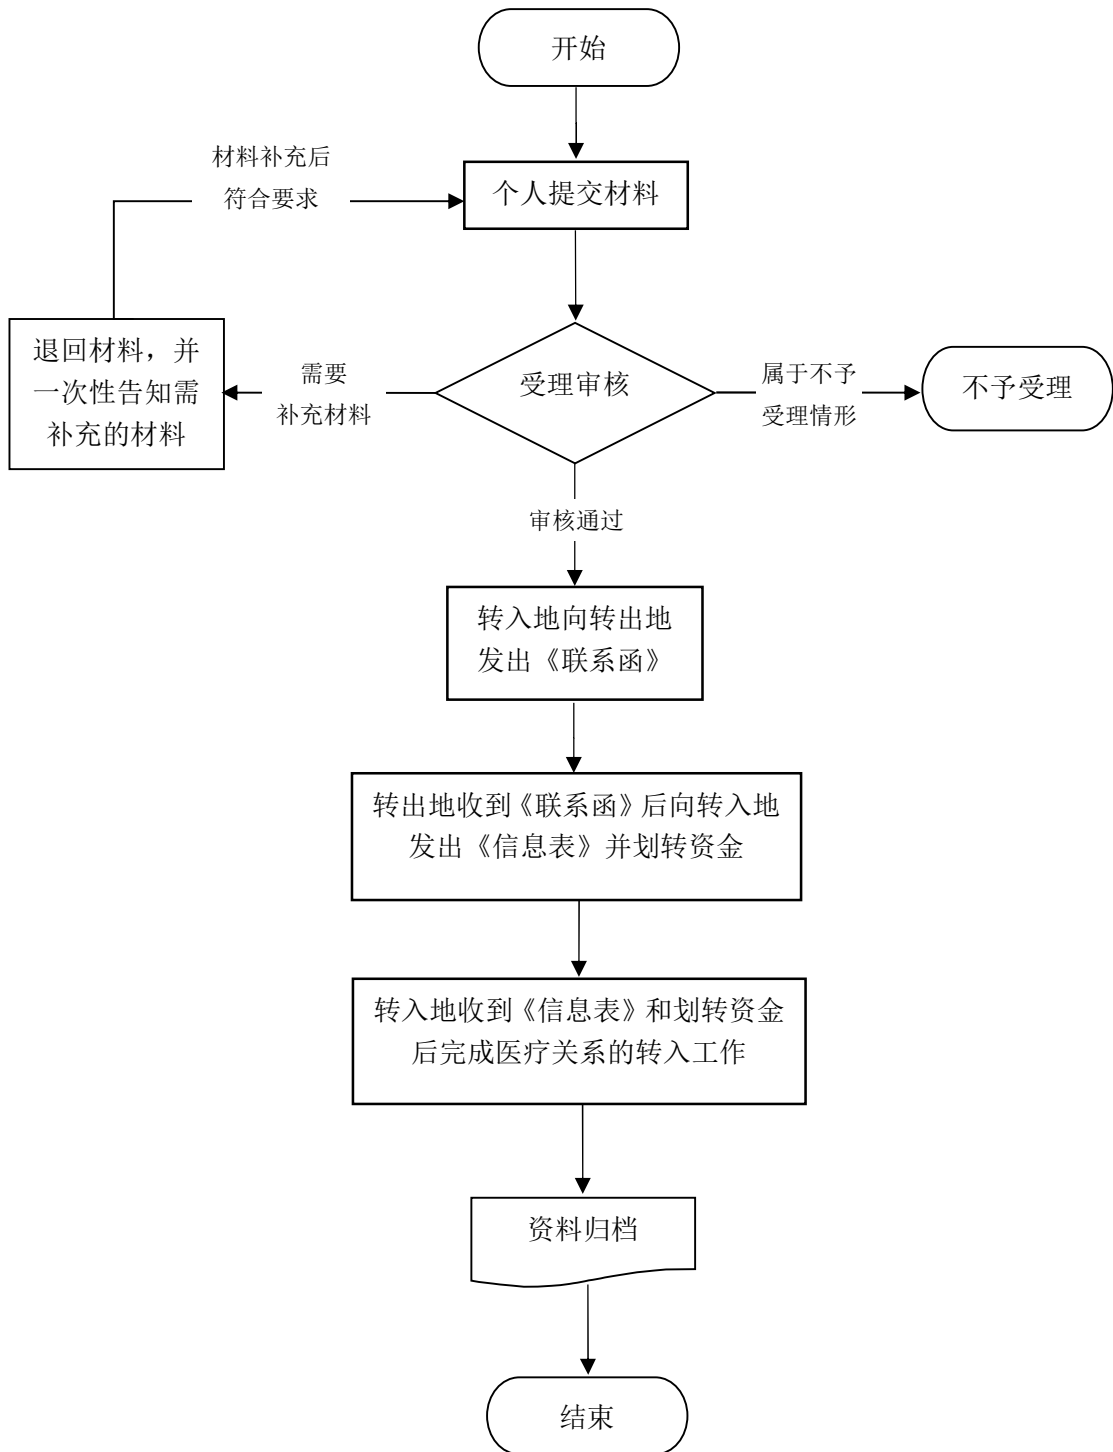 开始
材料补充后
符合要求
个人提交材料
退回材料，并
一次性告知需
补充的材料
需要
补充材料
受理审核
属于不予
受理情形
不予受理
审核通过
转入地向转出地
发出《联系函》
转出地收到《联系函》后向转入地
发出《信息表》并划转资金
转入地收到《信息表》和划转资金
后完成医疗关系的转入工作
资料归档
结束